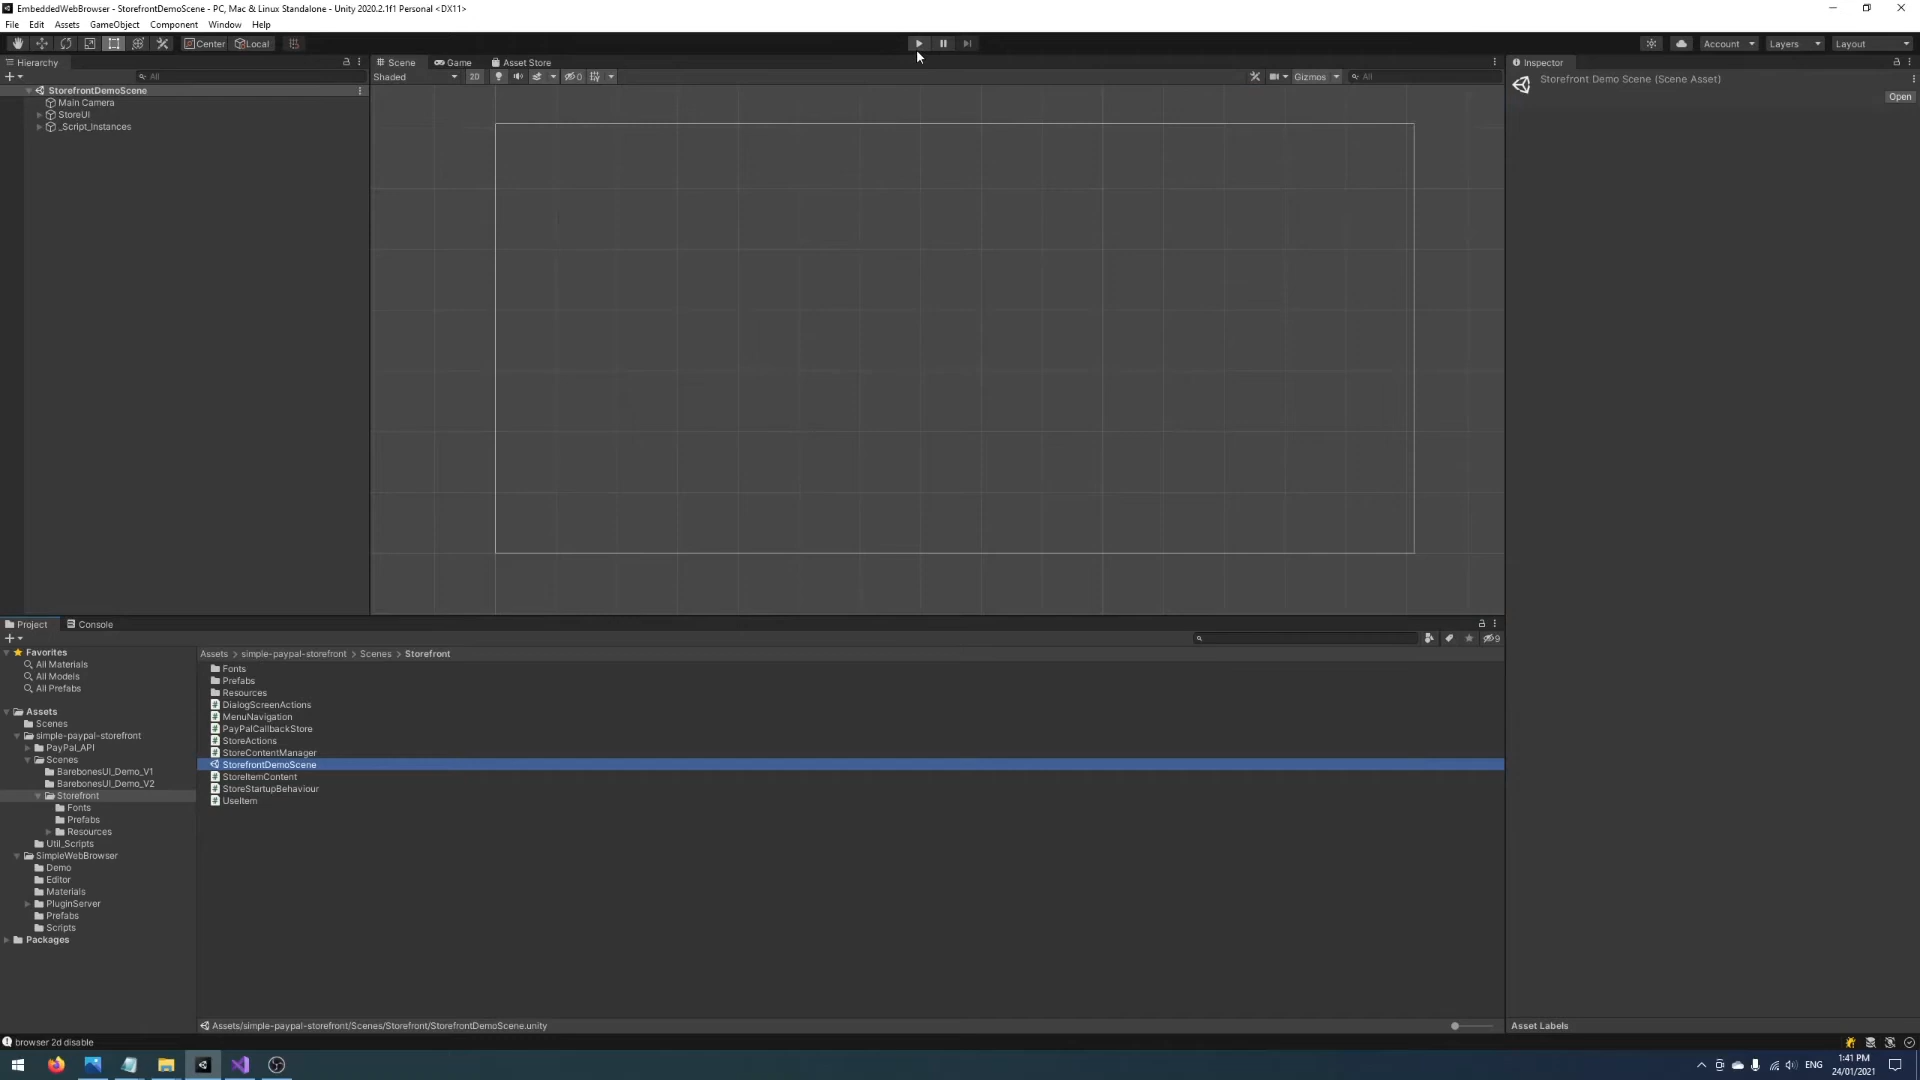 EmbeddedWebBrowser - StorefrontDemoScene - PC, Mac & Linux Standalone - Unity 2020.2.1f1 Personal <DX11>
File Edit Assets GameObject Component Window Help
Center Local Account Layers Layout
Hierarchy Scene Game Asset Store Inspector
All Shaded 2D 0 Gizmos All
Storefront Demo Scene (Scene Asset)
Open
StorefrontDemoScene
Main Camera
StoreUI
_Script_Instances
Project Console
9
Favorites
All Materials
All Models
All Prefabs
Assets
Scenes
simple-paypal-storefront
PayPal_API
Scenes
BarebonesUI_Demo_V1
BarebonesUI_Demo_V2
Storefront
Fonts
Prefabs
Resources
Util_Scripts
SimpleWebBrowser
Demo
Editor
Materials
PluginServer
Prefabs
Scripts
Packages
Assets > simple-paypal-storefront > Scenes > Storefront
Fonts
Prefabs
Resources
DialogScreenActions
MenuNavigation
PayPalCallbackStore
StoreActions
StoreContentManager
StorefrontDemoScene
StoreItemContent
StoreStartupBehaviour
UseItem
Assets/simple-paypal-storefront/Scenes/Storefront/StorefrontDemoScene.unity
Asset Labels
browser 2d disable
ENG
1:41 PM
24/01/2021